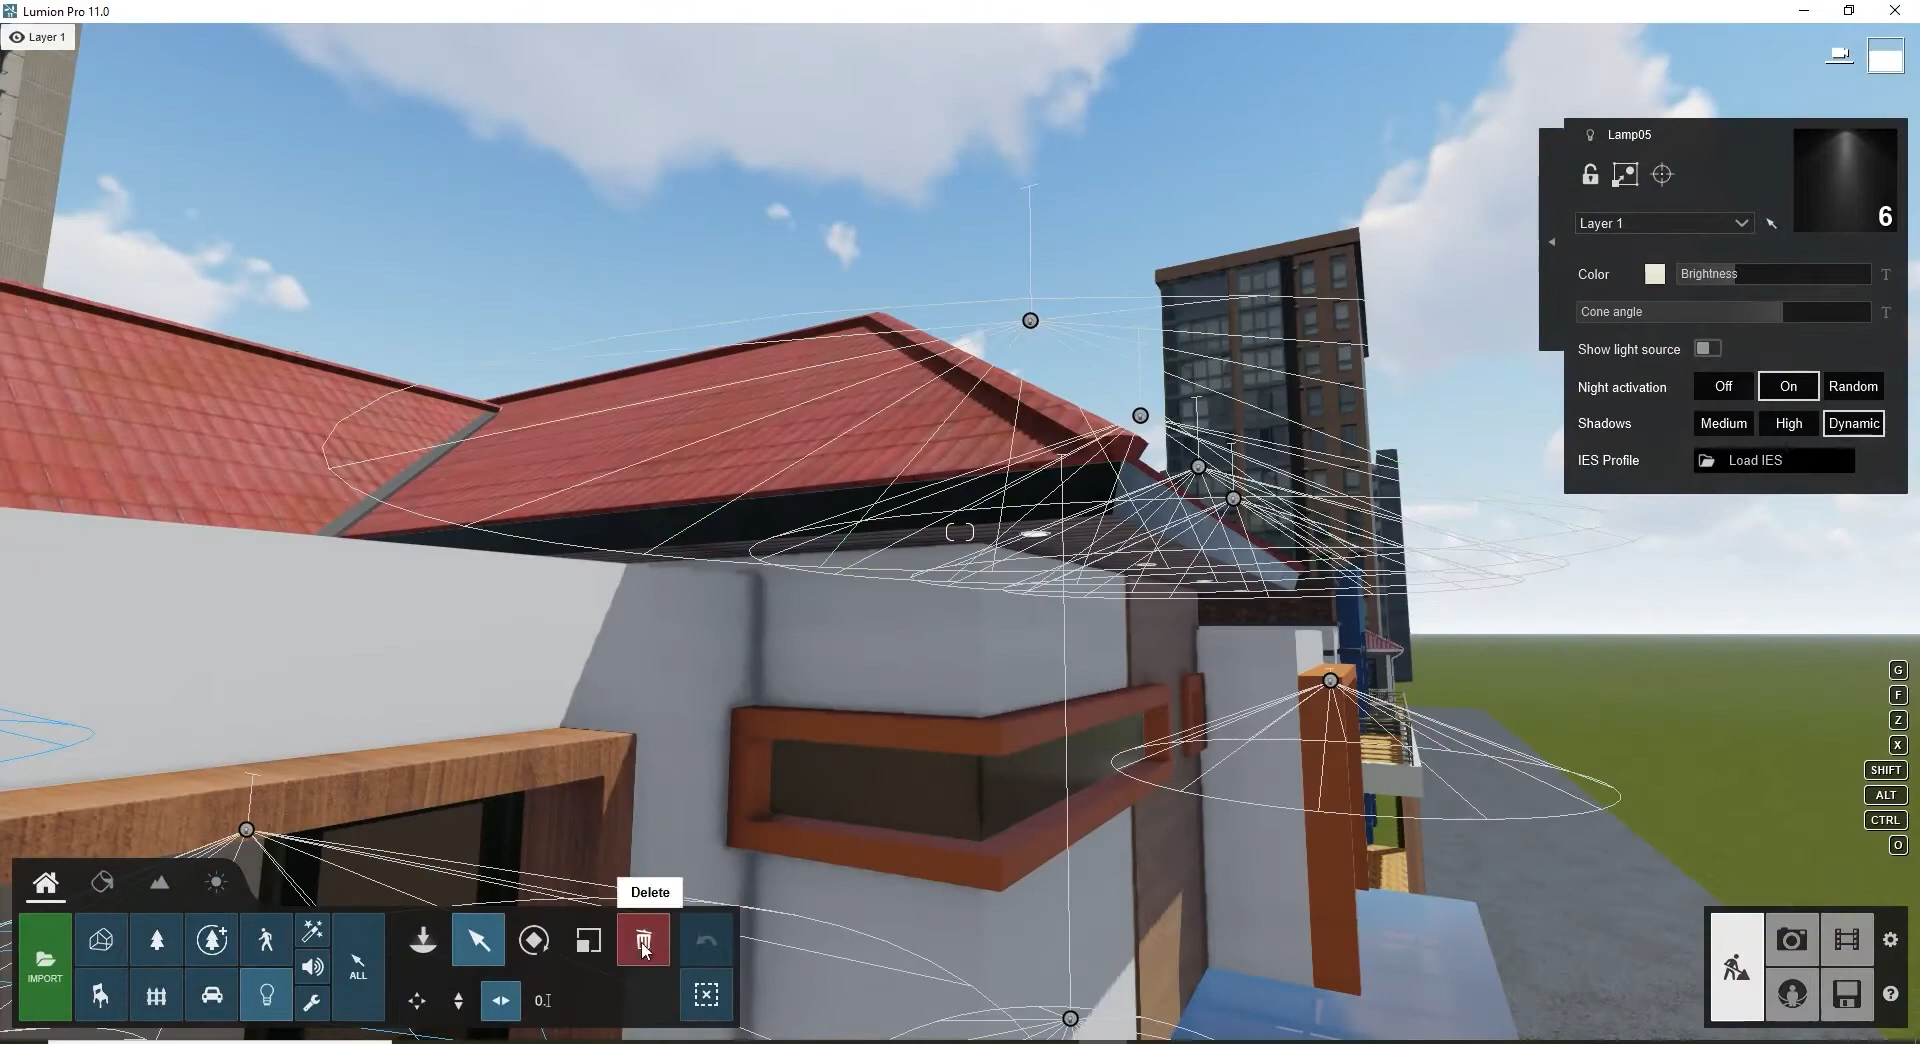 Lumion Pro 11.0
Layer 1
Lamp05
6
Layer 1
Color
Brightness
T
Cone angle
T
Show light source
Night activation
Off
On
Random
Shadows
Medium
High
Dynamic
IES Profile
Load IES
G
F
Z
X
SHIFT
ALT
CTRL
O
Delete
IMPORT
ALL
0.
?